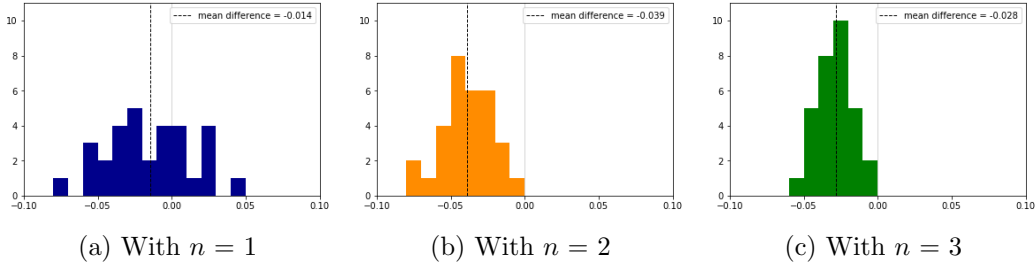 mean difference = -0.014
10
8
6
4
2
0
−0.10 −0.05 0.00 0.05 0.10
(a) With n = 1
mean difference = -0.039
10
8
6
4
2
0
−0.10 −0.05 0.00 0.05 0.10
(b) With n = 2
mean difference = -0.028
10
8
6
4
2
0
−0.10 −0.05 0.00 0.05 0.10
(c) With n = 3